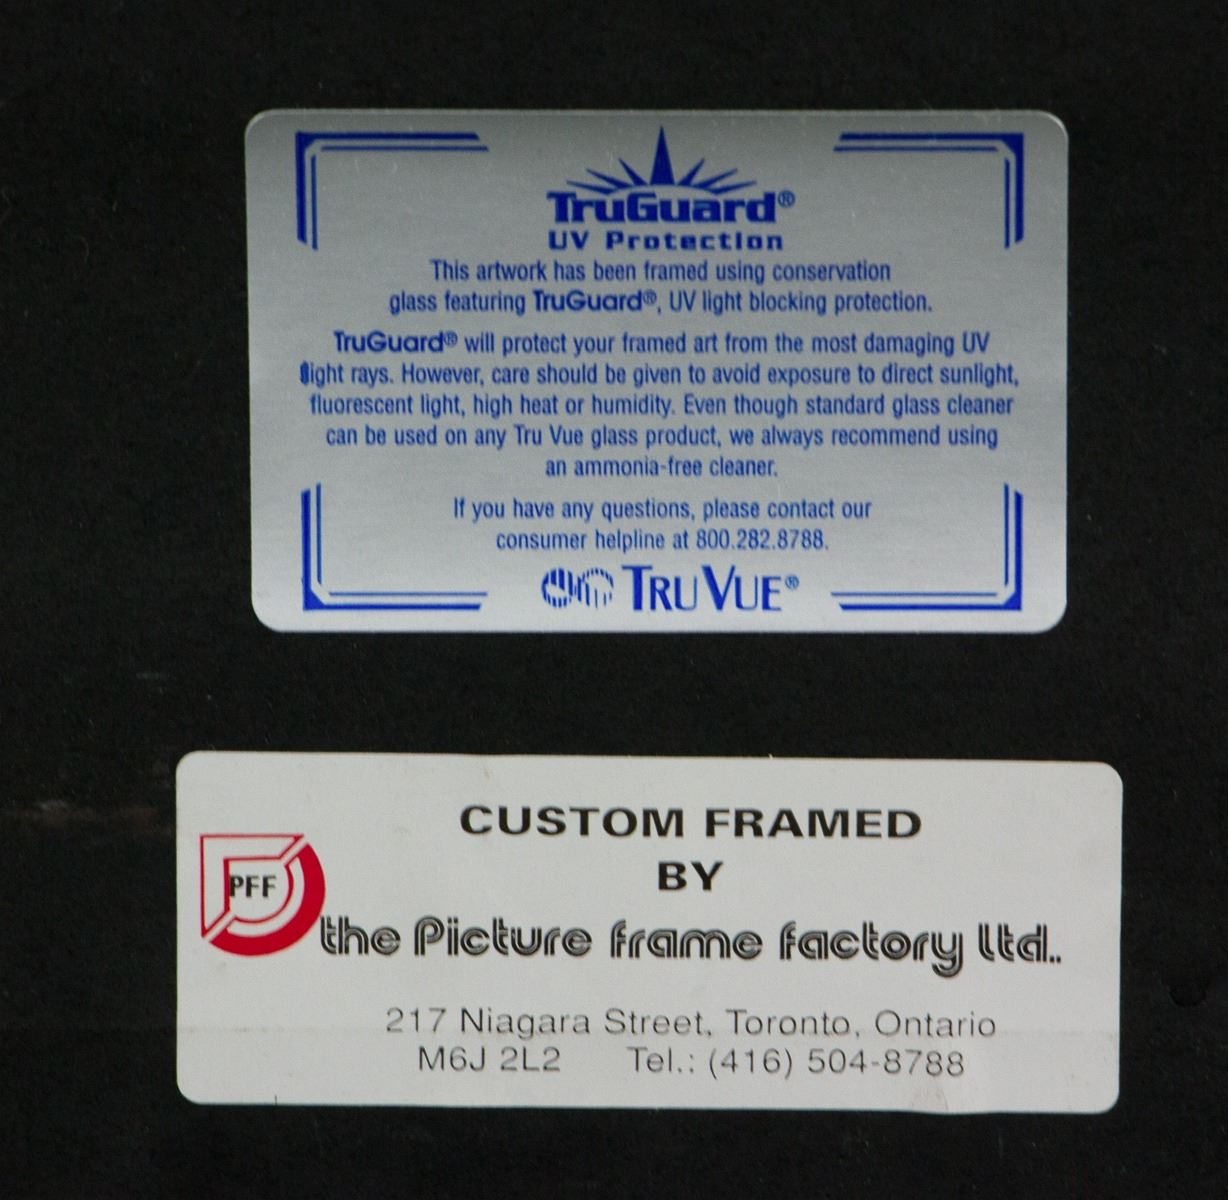 TruGuard®
UV Protection
This artwork has been framed using conservation
glass featuring TruGuard®, UV light blocking protection.
TruGuard® will protect your framed art from the most damaging UV
light rays. However, care should be given to avoid exposure to direct sunlight,
fluorescent light, high heat or humidity. Even though standard glass cleaner
can be used on any Tru Vue glass product, we always recommend using
an ammonia-free cleaner.
If you have any questions, please contact our
consumer helpline at 800.282.8788.
TRU VUE®
CUSTOM FRAMED
BY
PFF
the Picture frame factory ltd..
217 Niagara Street, Toronto, Ontario
M6J 2L2 Tel.: (416) 504-8788